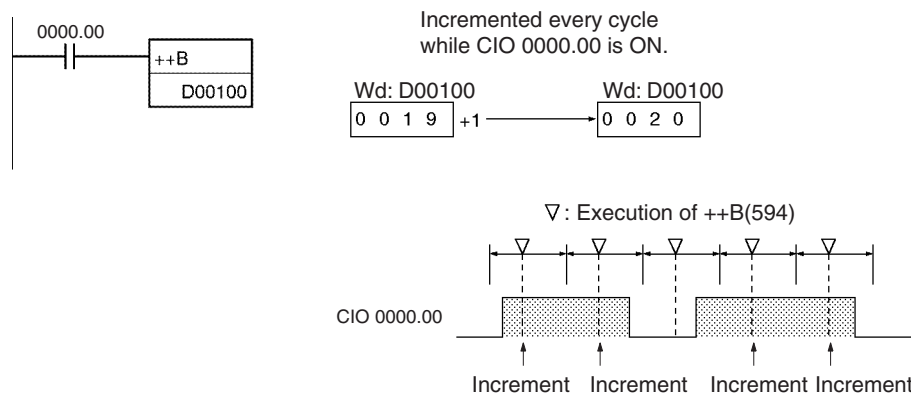 0000.00
++B
D00100
Incremented every cycle
while CIO 0000.00 is ON.
Wd: D00100 Wd: D00100
0 0 1 9 +1 0 0 2 0
▽: Execution of ++B(594)
CIO 0000.00
Increment Increment Increment Increment